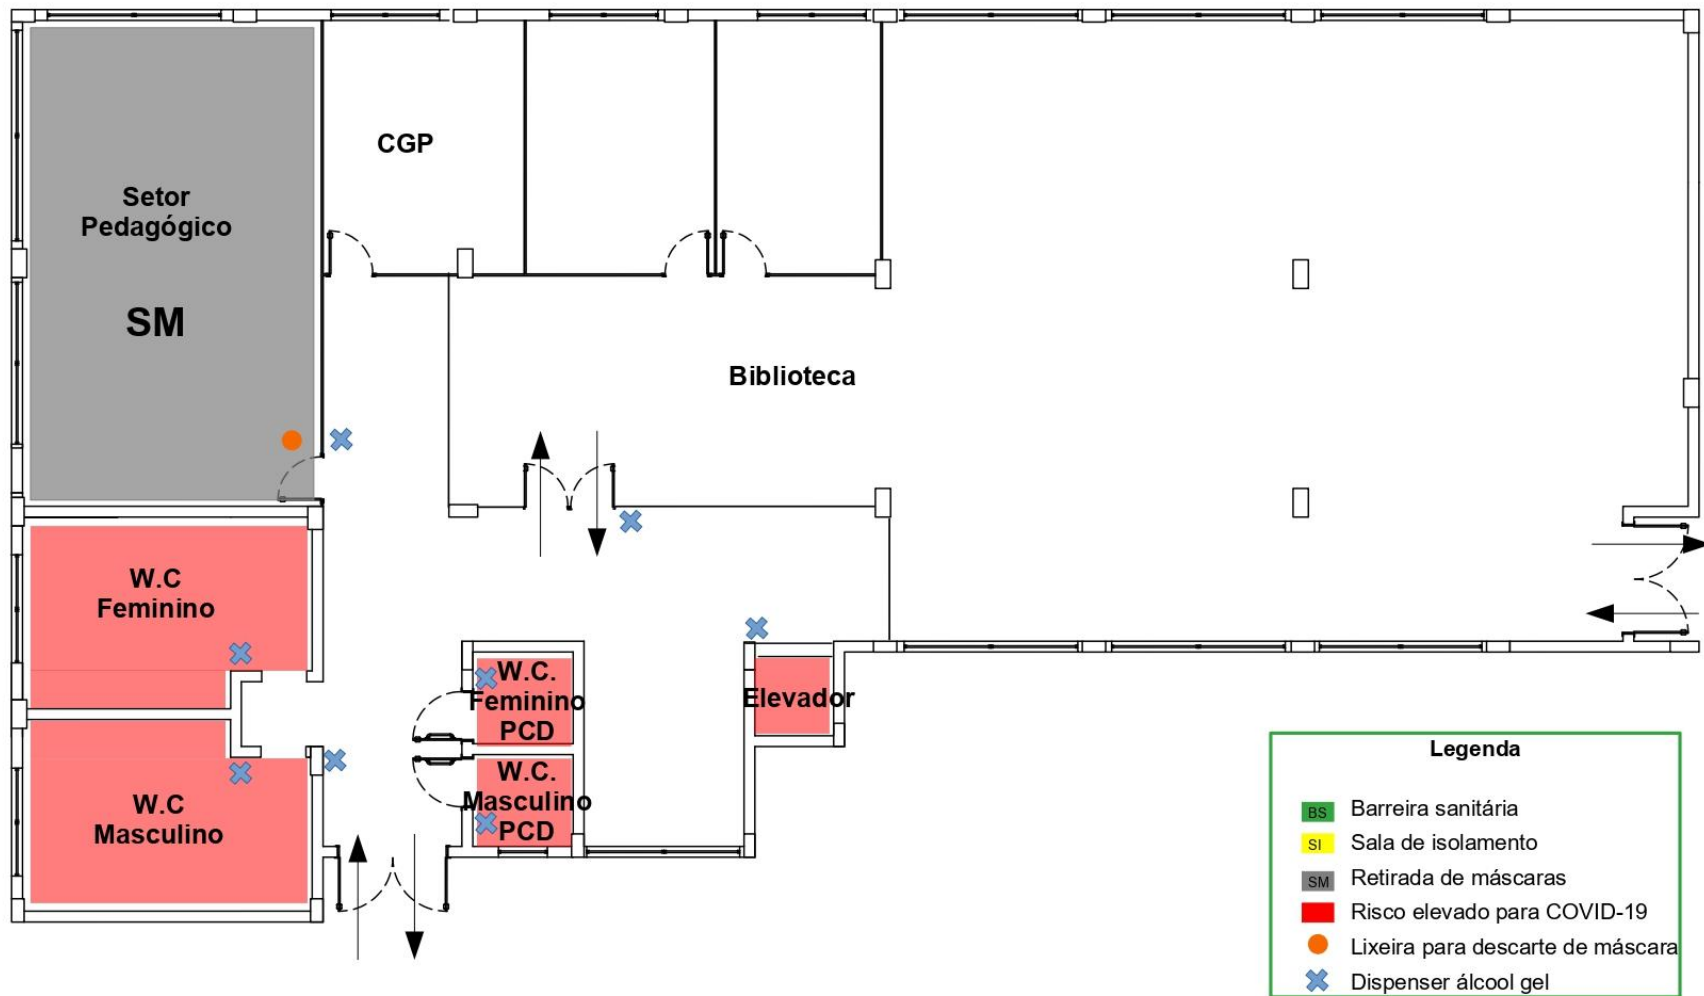 CGP
Setor
Pedagógico
SM
Biblioteca
W.C
Feminino
W.C.
Feminino
PCD
Elevador
W.C.
Masculino
PCD
W.C
Masculino
Legenda
BS Barreira sanitária
SI Sala de isolamento
SM Retirada de máscaras
Risco elevado para COVID-19
Lixeira para descarte de máscara
Dispenser álcool gel